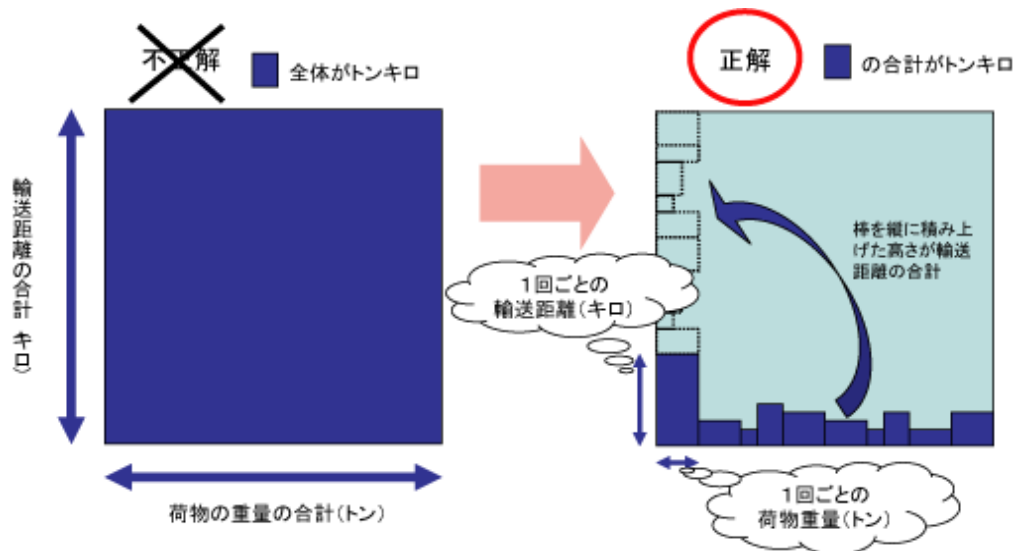 不正解
全体がトンキロ
正解
の合計がトンキロ
輸送距離の合計(キロ)
荷物の重量の合計(トン)
1回ごとの
輸送距離(キロ)
棒を縦に積み上
げた高さが輸送
距離の合計
1回ごとの
荷物重量(トン)